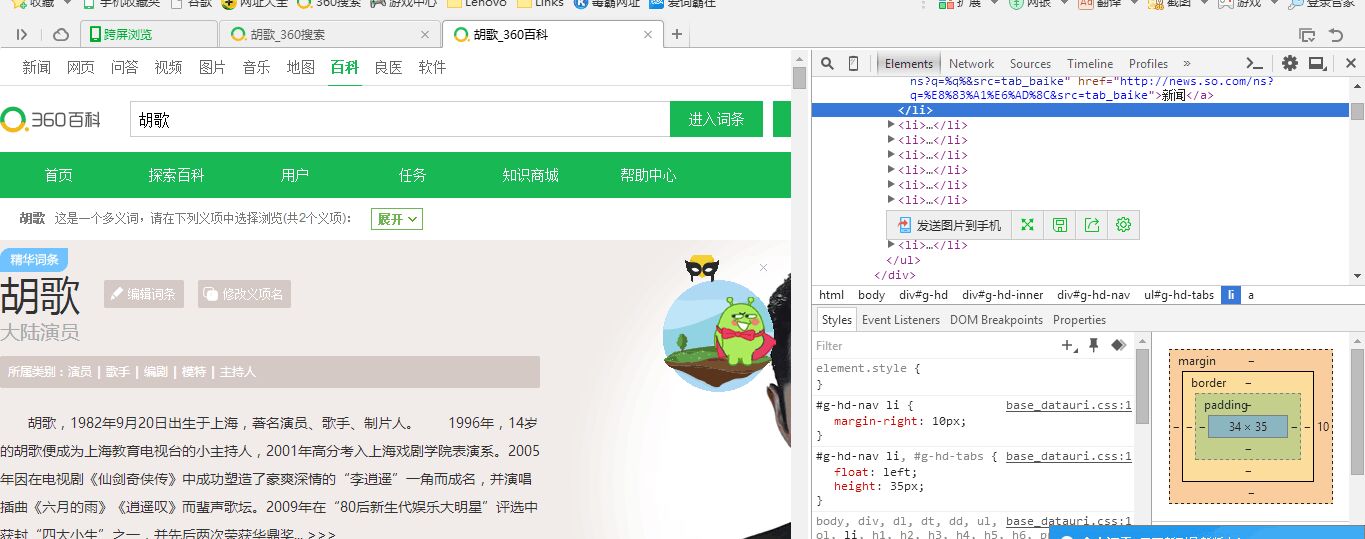 收藏 手机收藏夹 谷歌 网址大全 360搜索 游戏中心 Lenovo Links 毒霸网址 爱词霸在 扩展 网银 翻译 截图 游戏 登录管家
跨屏浏览 胡歌_360搜索 × 胡歌_360百科 × +
新闻 网页 问答 视频 图片 音乐 地图 百科 良医 软件
360百科 胡歌 进入词条
首页 探索百科 用户 任务 知识商城 帮助中心
胡歌 这是一个多义词，请在下列义项中选择浏览(共2个义项)： 展开
精华词条
胡歌 编辑词条 修改义项名
大陆演员
所属类别：演员 | 歌手 | 编剧 | 模特 | 主持人
胡歌，1982年9月20日出生于上海，著名演员、歌手、制片人。 1996年，14岁
的胡歌便成为上海教育电视台的小主持人，2001年高分考入上海戏剧学院表演系。2005
年因在电视剧《仙剑奇侠传》中成功塑造了豪爽深情的“李逍遥”一角而成名，并演唱
插曲《六月的雨》《逍遥叹》而蜚声歌坛。2009年在“80后新生代娱乐大明星”评选中
获封“四大小生”之一，并先后两次荣获华鼎奖... >>>
Elements Network Sources Timeline Profiles »
ns?q=%q%&src=tab_baike" href="http://news.so.com/ns?
q=%E8%83%A1%E6%AD%8C&src=tab_baike">新闻</a>
</li>
<li>…</li>
<li>…</li>
<li>…</li>
<li>…</li>
<li>…</li>
<li>…</li>
发送图片到手机
<li>…</li>
</ul>
</div>
html body div#g-hd div#g-hd-inner div#g-hd-nav ul#g-hd-tabs li a
Styles Event Listeners DOM Breakpoints Properties
Filter
element.style {
}
#g-hd-nav li { base_datauri.css:1
margin-right: 10px;
}
#g-hd-nav li, #g-hd-tabs { base_datauri.css:1
float: left;
height: 35px;
}
body, div, dl, dt, dd, ul, base_datauri.css:1
ol, li, h1, h2, h3, h4, h5, h6, p
margin –
border –
padding –
– – – 34 × 35 – – 10
–
–
–